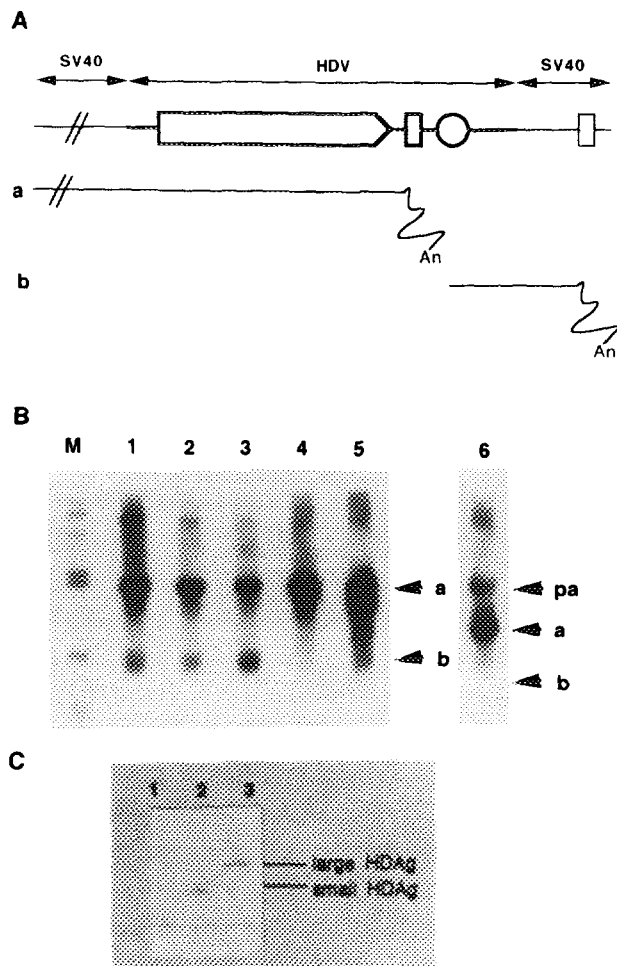 A
SV40 HDV SV40
a
An
b
An
B
M 1 2 3 4 5 6
a pa
a
b
b
C
1 2 3
large HDAg
small HDAg